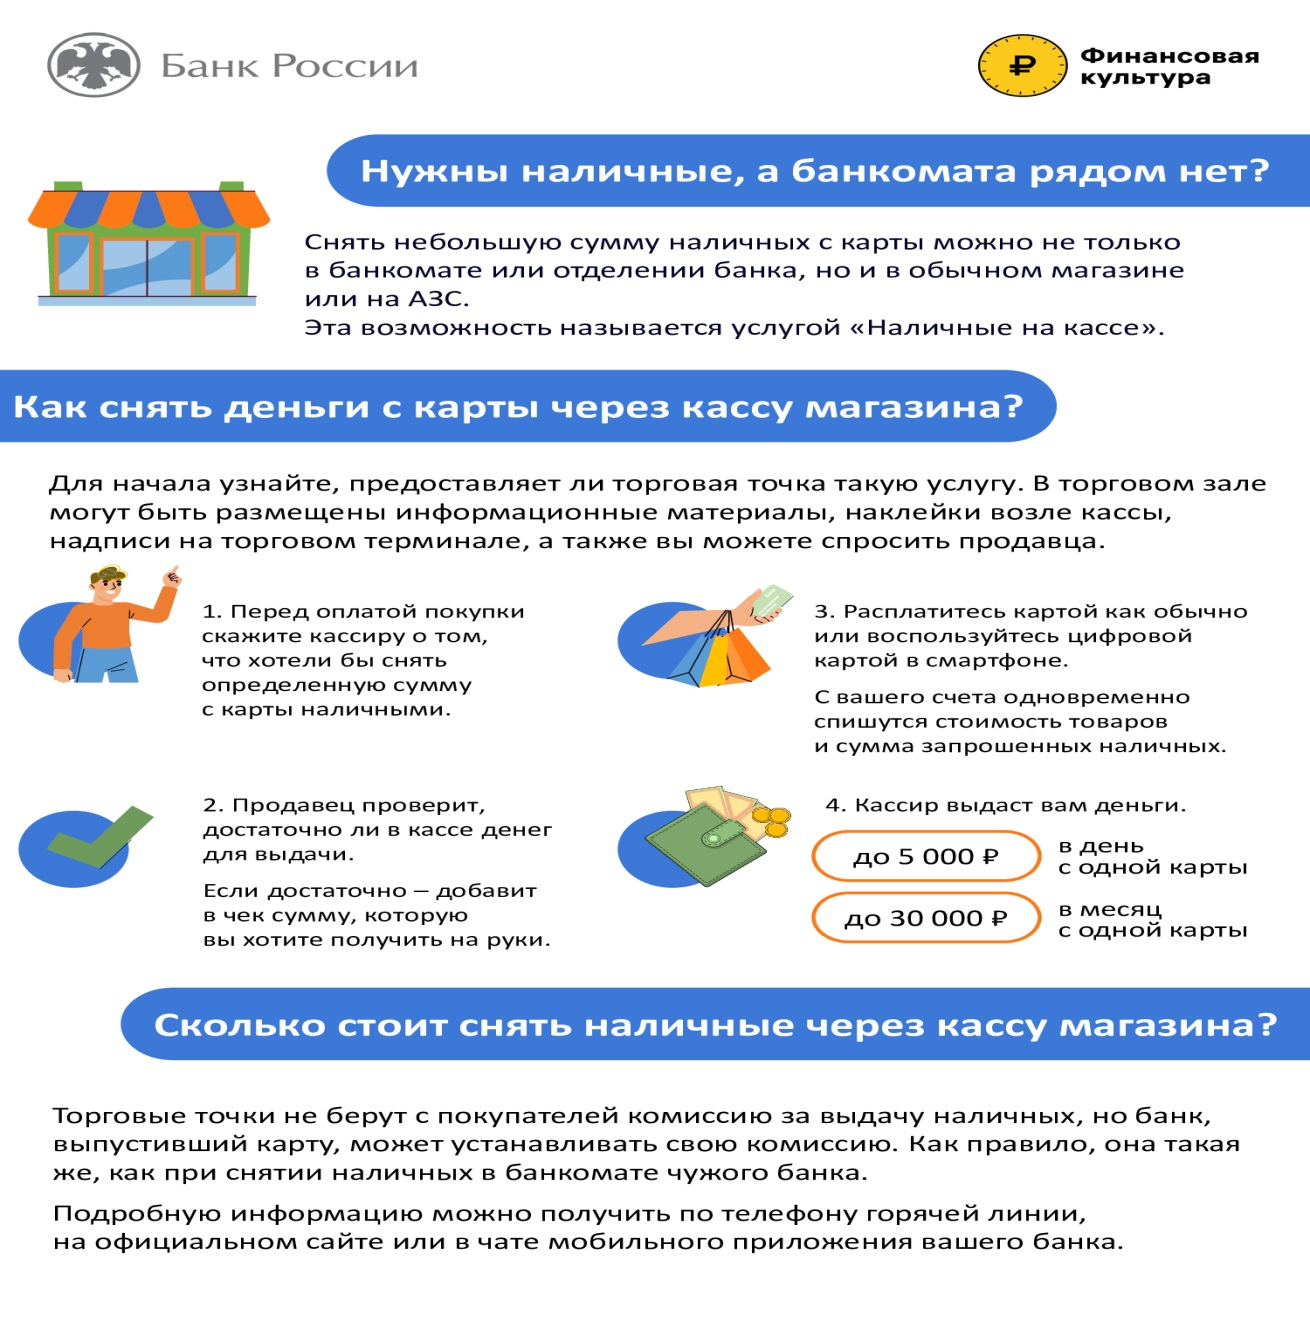 Банк России
Финансовая
культура
Нужны наличные, а банкомата рядом нет?
Снять небольшую сумму наличных с карты можно не только
в банкомате или отделении банка, но и в обычном магазине
или на АЗС.
Эта возможность называется услугой «Наличные на кассе».
Как снять деньги с карты через кассу магазина?
Для начала узнайте, предоставляет ли торговая точка такую услугу. В торговом зале
могут быть размещены информационные материалы, наклейки возле кассы,
надписи на торговом терминале, а также вы можете спросить продавца.
1. Перед оплатой покупки
скажите кассиру о том,
что хотели бы снять
определенную сумму
с карты наличными.
2. Продавец проверит,
достаточно ли в кассе денег
для выдачи.
Если достаточно – добавит
в чек сумму, которую
вы хотите получить на руки.
3. Расплатитесь картой как обычно
или воспользуйтесь цифровой
картой в смартфоне.
С вашего счета одновременно
спишутся стоимость товаров
и сумма запрошенных наличных.
4. Кассир выдаст вам деньги.
до 5 000 ₽
в день
с одной карты
до 30 000 ₽
в месяц
с одной карты
Сколько стоит снять наличные через кассу магазина?
Торговые точки не берут с покупателей комиссию за выдачу наличных, но банк,
выпустивший карту, может устанавливать свою комиссию. Как правило, она такая
же, как при снятии наличных в банкомате чужого банка.
Подробную информацию можно получить по телефону горячей линии,
на официальном сайте или в чате мобильного приложения вашего банка.